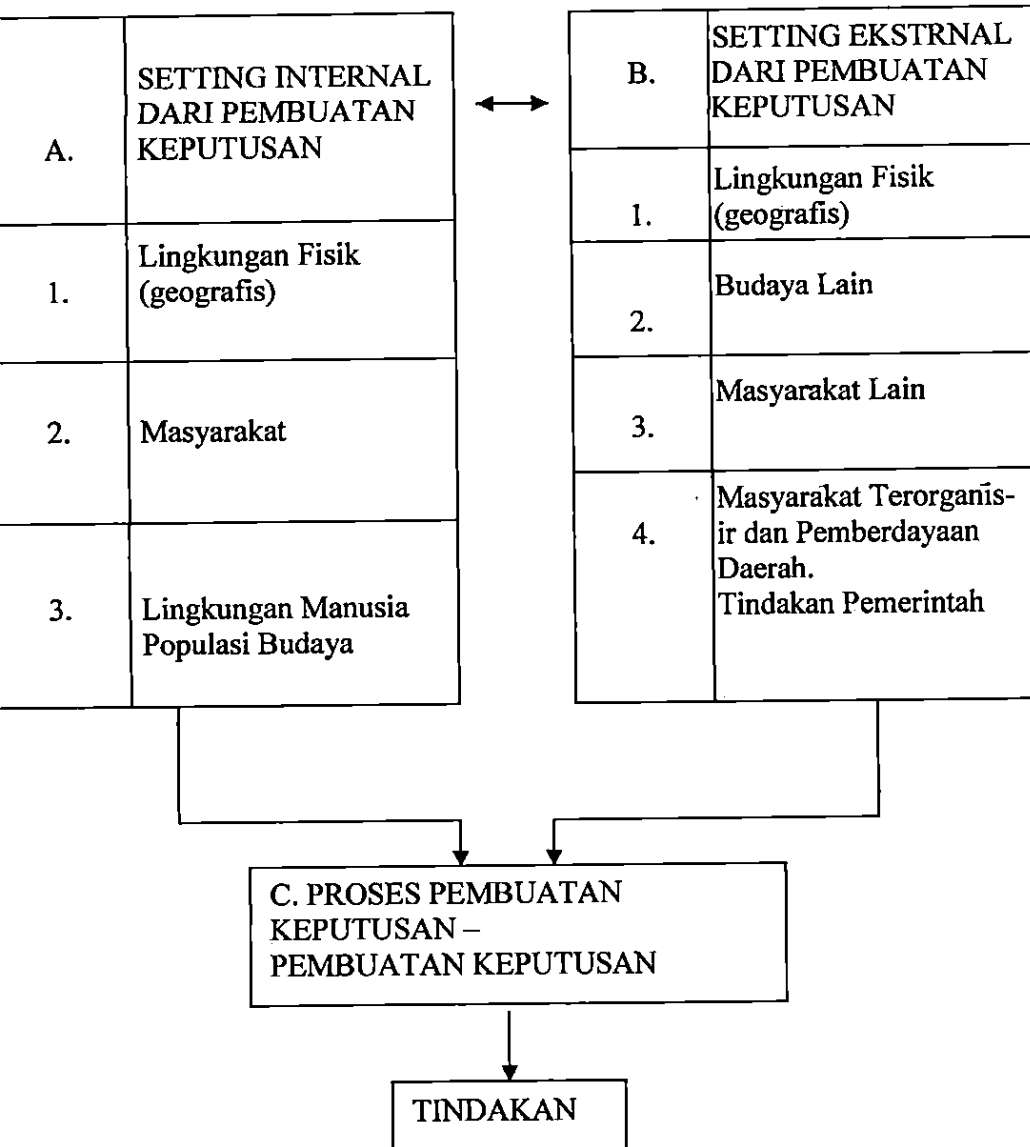 A.
SETTING INTERNAL
DARI PEMBUATAN
KEPUTUSAN
1.
Lingkungan Fisik
(geografis)
2.
Masyarakat
3.
Lingkungan Manusia
Populasi Budaya
B.
SETTING EKSTRNAL
DARI PEMBUATAN
KEPUTUSAN
1.
Lingkungan Fisik
(geografis)
2.
Budaya Lain
3.
Masyarakat Lain
4.
Masyarakat Terorganis-
ir dan Pemberdayaan
Daerah.
Tindakan Pemerintah
C. PROSES PEMBUATAN
KEPUTUSAN –
PEMBUATAN KEPUTUSAN
TINDAKAN